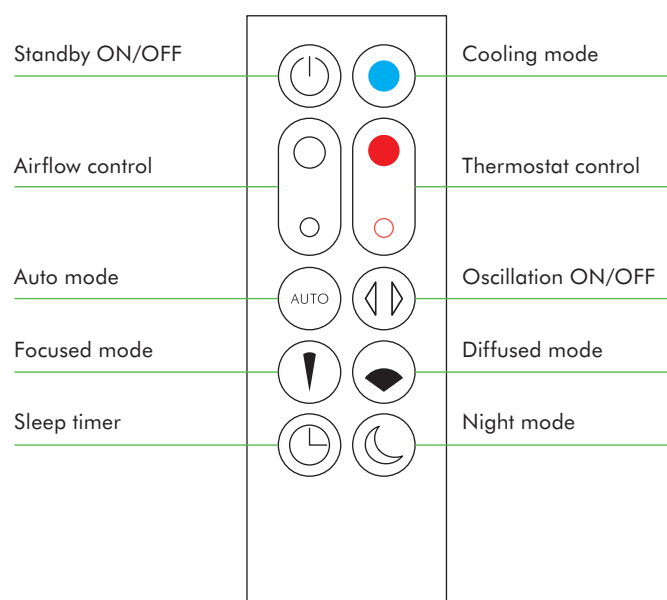 Standby ON/OFF
Cooling mode
Airflow control
Thermostat control
Auto mode
AUTO
Oscillation ON/OFF
Focused mode
Diffused mode
Sleep timer
Night mode